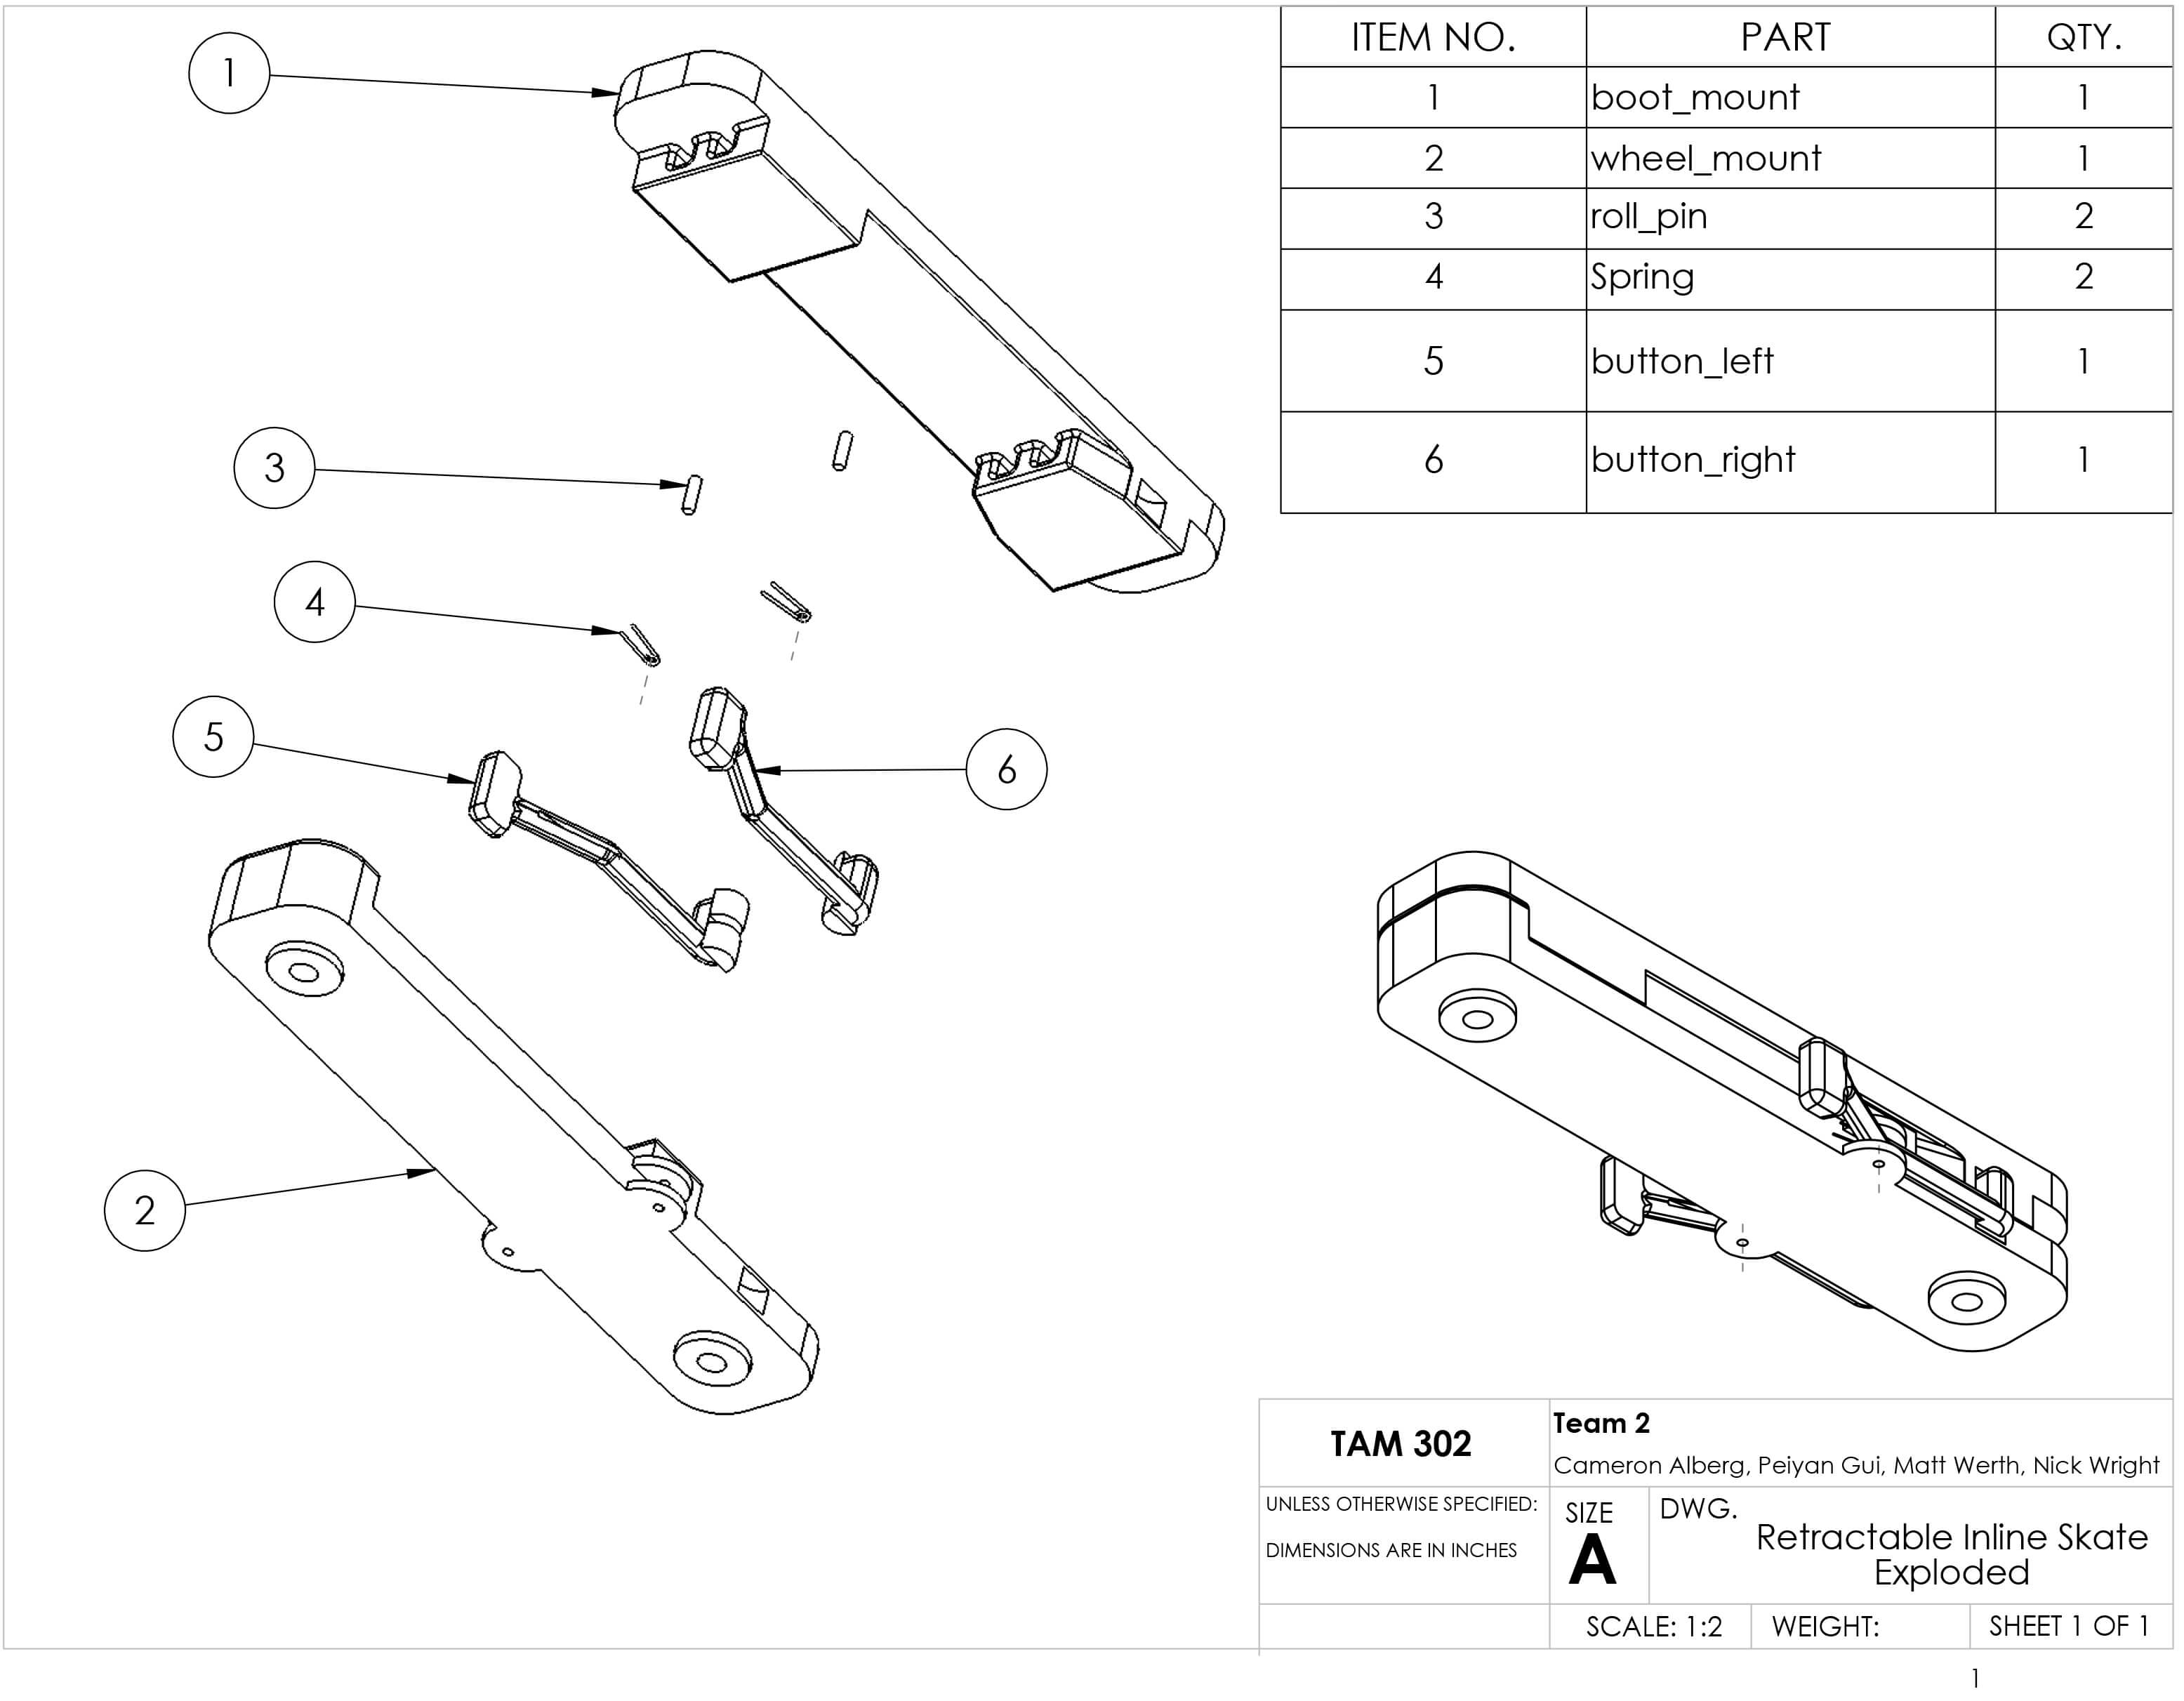 ITEM NO. PART QTY.
1 boot_mount 1
2 wheel_mount 1
3 roll_pin 2
4 Spring 2
5 button_left 1
6 button_right 1
1
3
4
5
6
2
TAM 302
Team 2
Cameron Alberg, Peiyan Gui, Matt Werth, Nick Wright
UNLESS OTHERWISE SPECIFIED:
DIMENSIONS ARE IN INCHES
SIZE
A
DWG.
Retractable Inline Skate
Exploded
SCALE: 1:2 WEIGHT: SHEET 1 OF 1
1